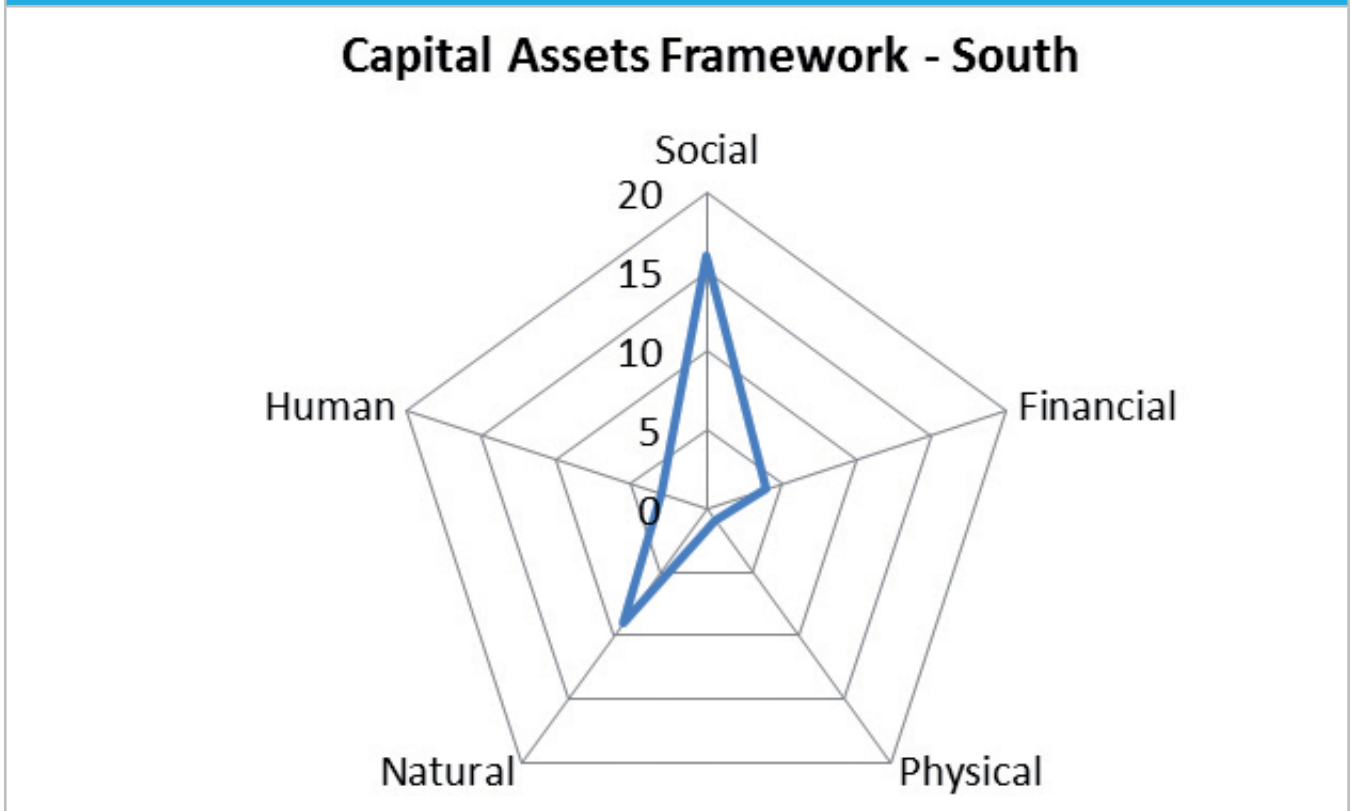 Capital Assets Framework - South
Social
20
15
10
5
0
Human
Financial
Natural
Physical